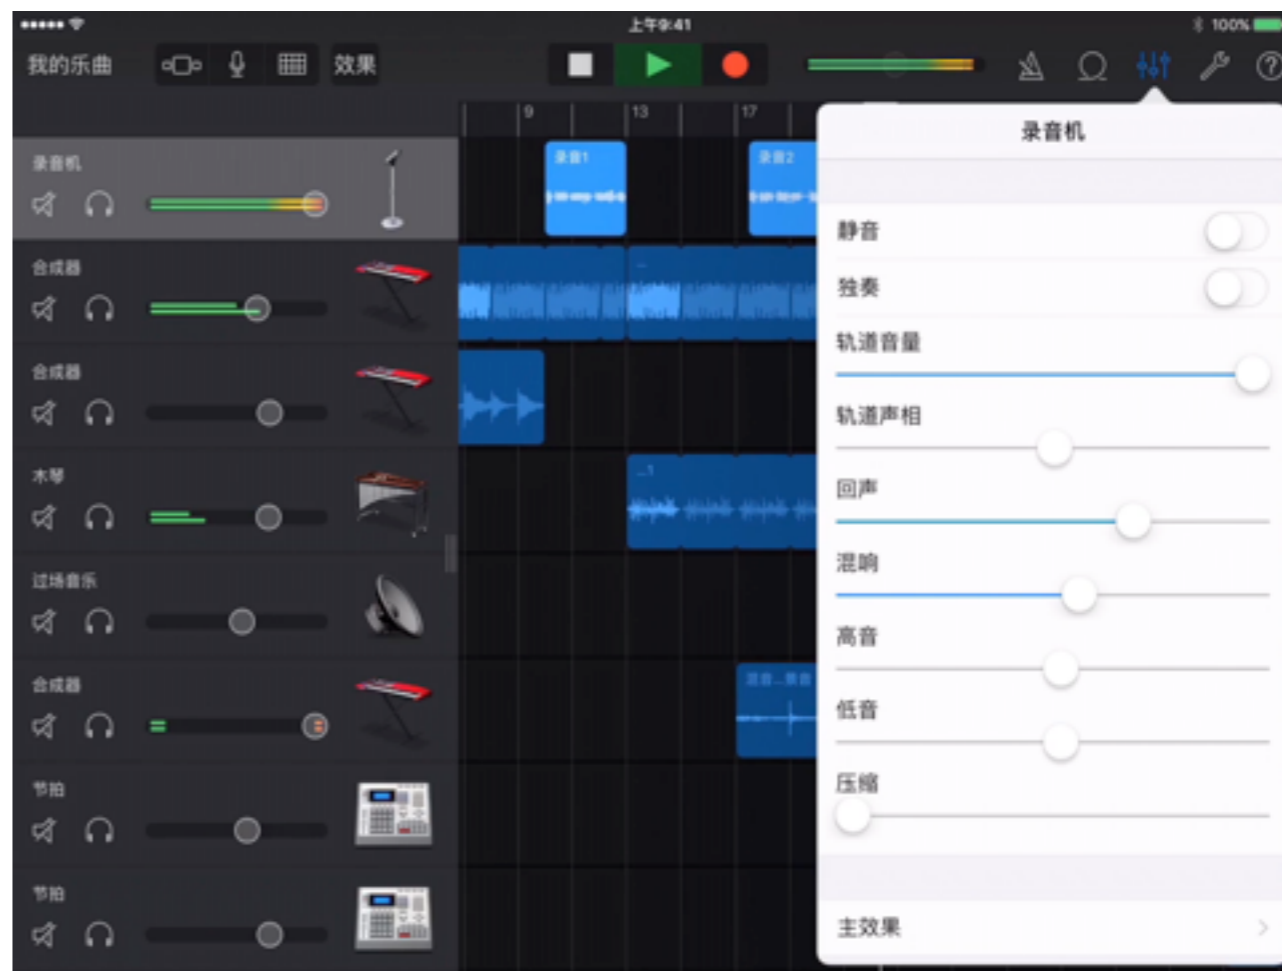 上午9:41
100%
我的乐曲
效果
9
13
17
录音机
录音机
录音1
录音2
静音
合成器
独奏
轨道音量
合成器
轨道声相
木琴
...1
回声
混响
过场音乐
高音
合成器
混音...
低音
节拍
压缩
节拍
主效果